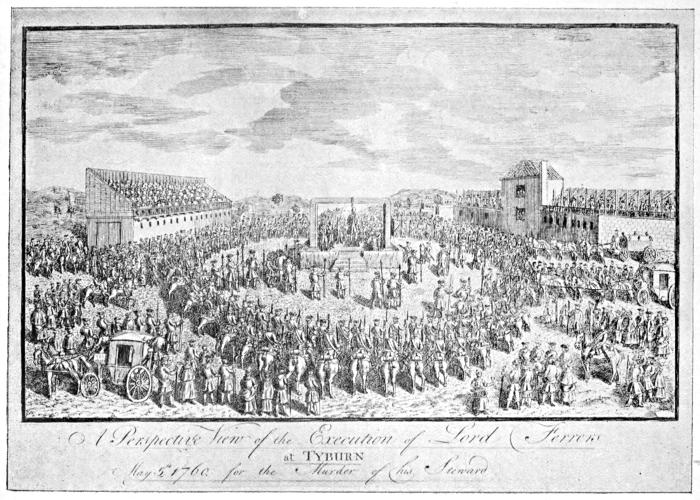 A Perspective View of the Execution of Lord Ferrers
at TYBURN
May 5th 1760. for the Murder of his Steward